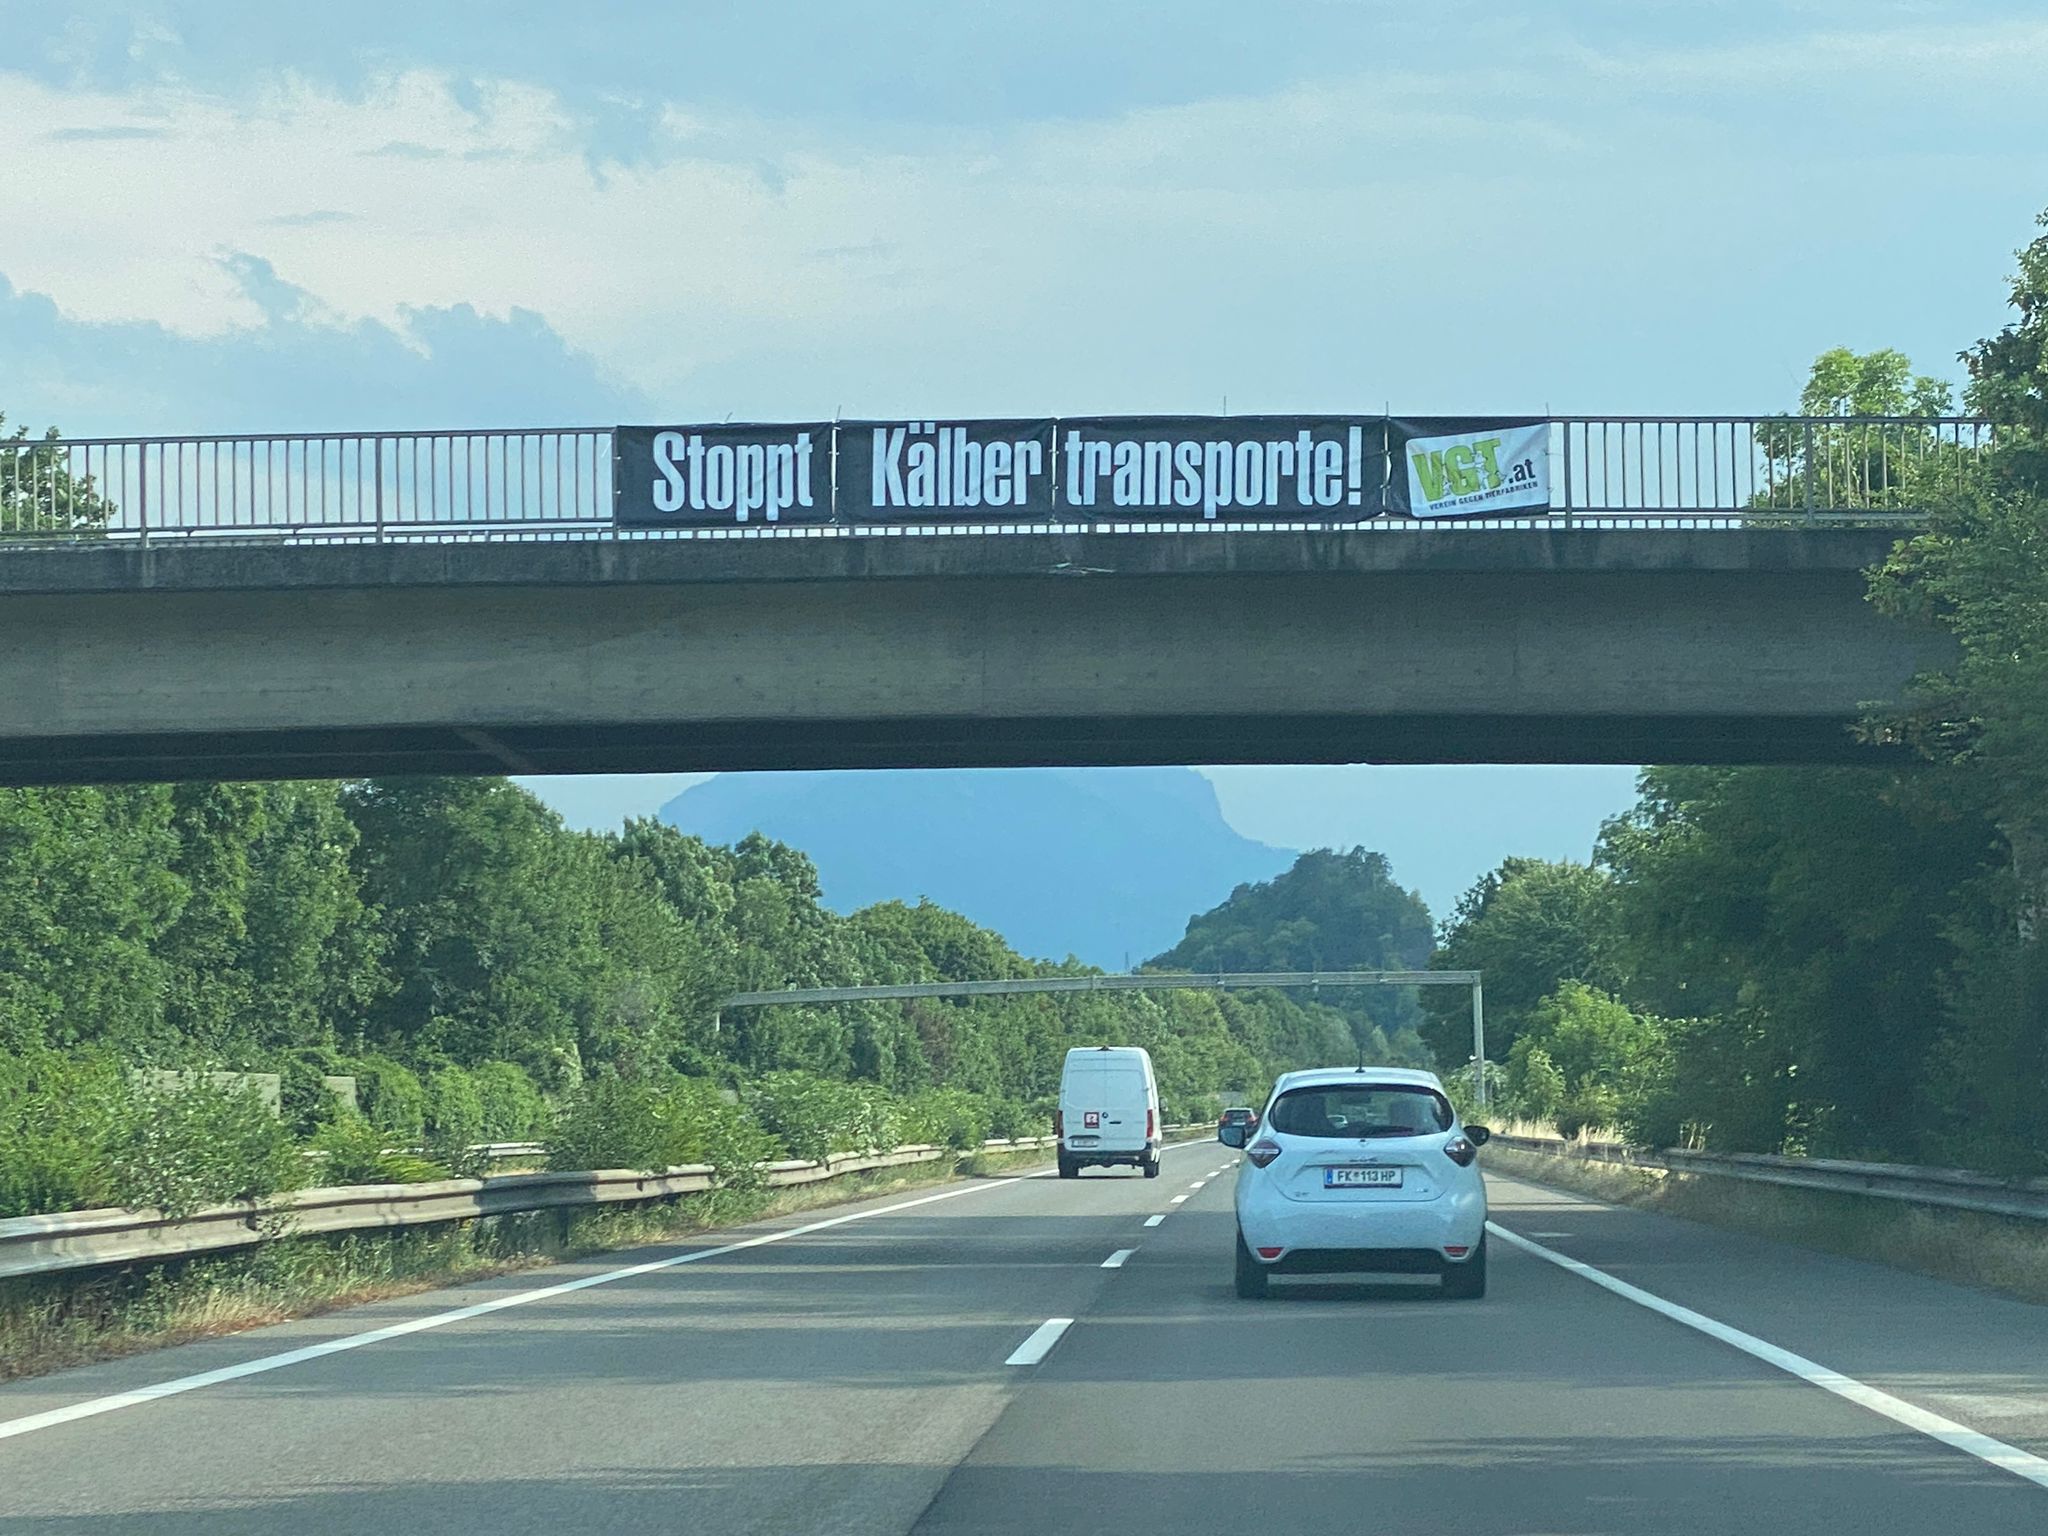 Stoppt Kälber transporte!
VGT.at
VEREIN GEGEN TIERFABRIKEN
FK 113 HP